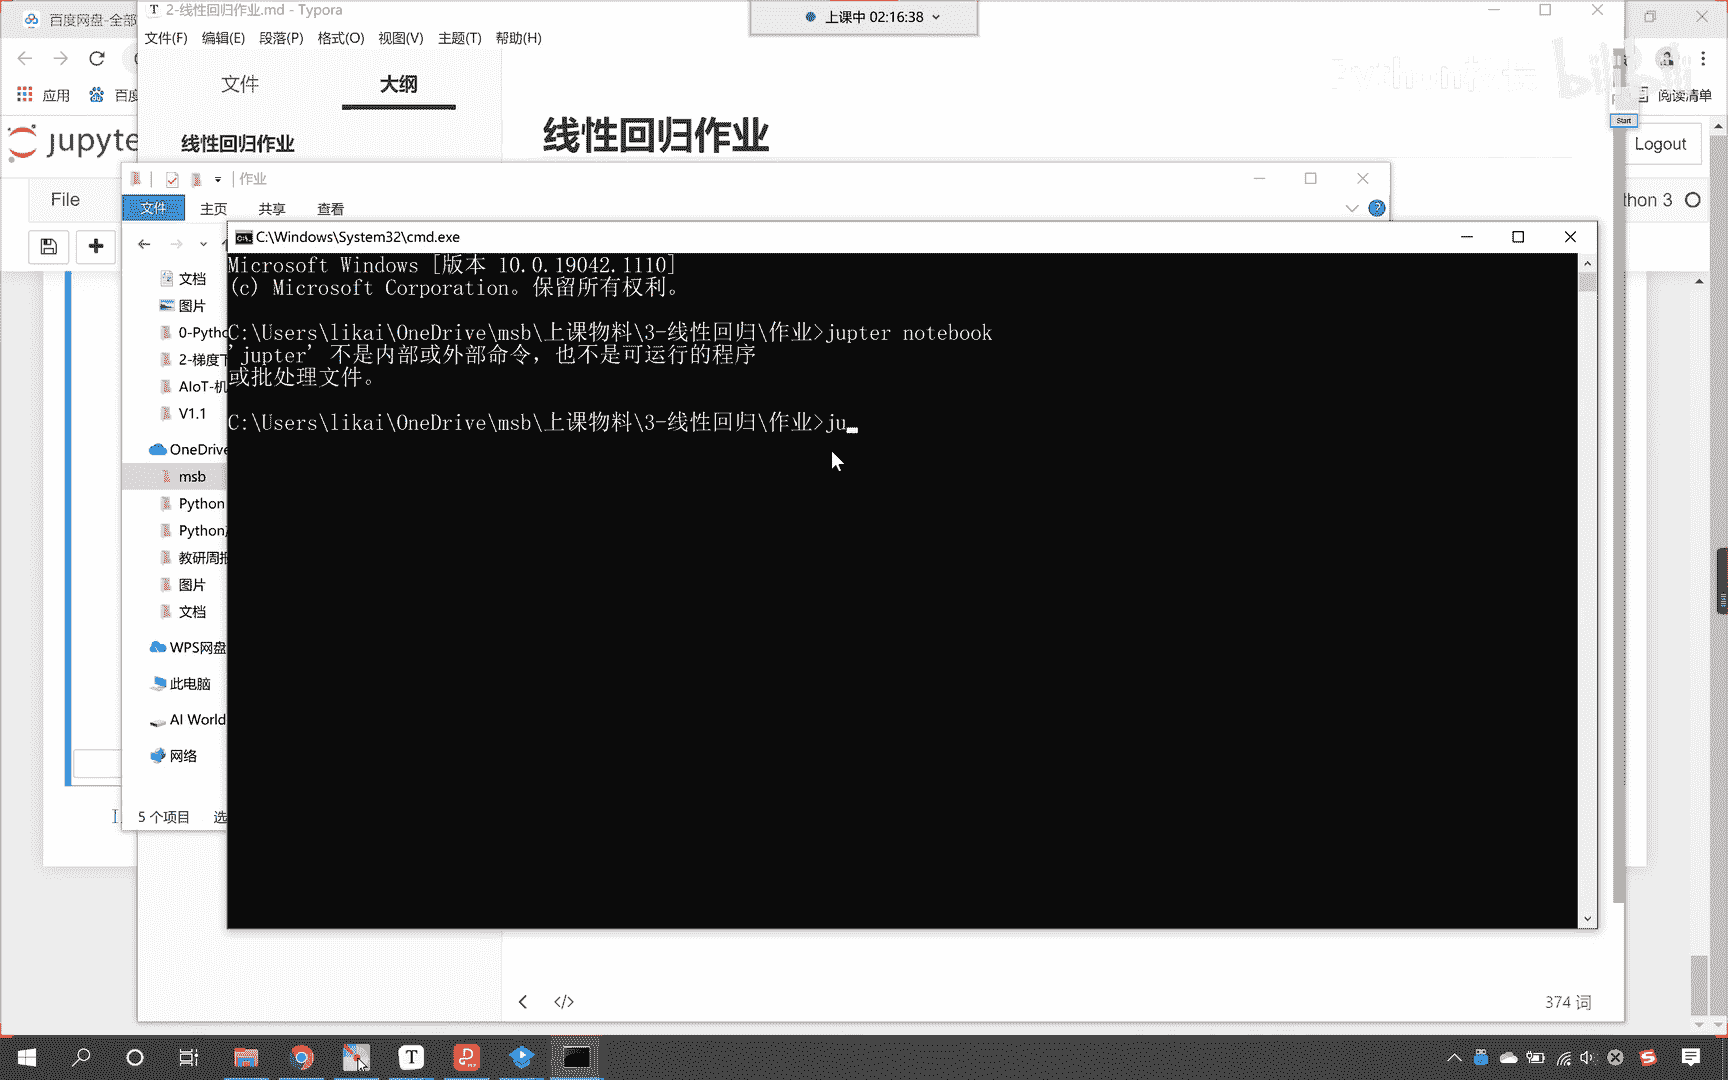 百度网盘-全部
2-线性回归作业.md - Typora
上课中 02:16:38
文件(F) 编辑(E) 段落(P) 格式(O) 视图(V) 主题(T) 帮助(H)
文件 大纲
应用 百度
阅读清单
Start
线性回归作业
线性回归作业
jupyte
Logout
作业
File
thon 3
文件 主页 共享 查看
C:\Windows\System32\cmd.exe
Microsoft Windows [版本 10.0.19042.1110]
(c) Microsoft Corporation。保留所有权利。
C:\Users\likai\OneDrive\msb\上课物料\3-线性回归\作业>jupter notebook
'jupter' 不是内部或外部命令，也不是可运行的程序
或批处理文件。
C:\Users\likai\OneDrive\msb\上课物料\3-线性回归\作业>ju
文档
图片
0-Pytho
2-梯度下
AIoT-机
V1.1
OneDrive
msb
Python
Python
教研周报
图片
文档
WPS网盘
此电脑
AI World
网络
5 个项目 选
374 词